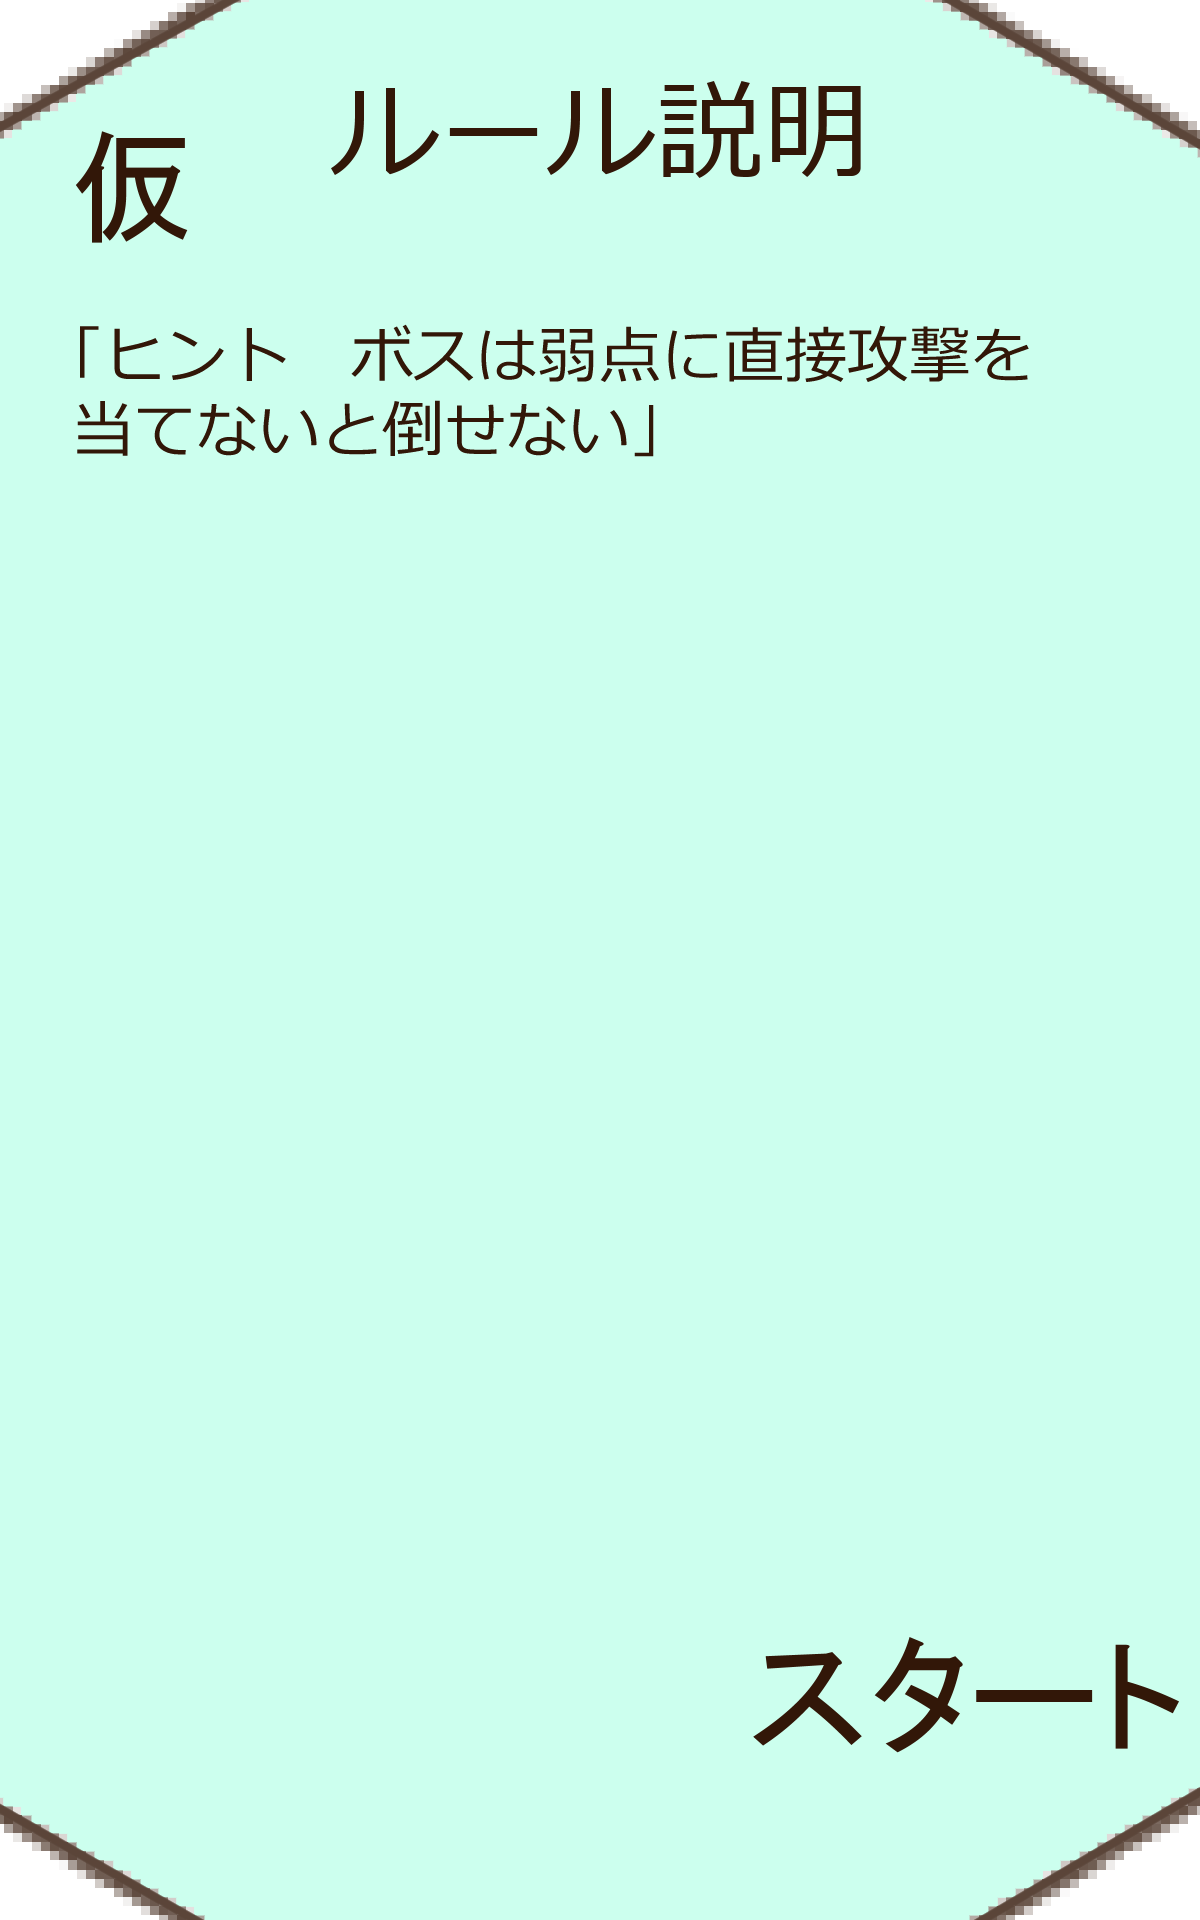 ルール説明
仮
「ヒント　ボスは弱点に直接攻撃を
当てないと倒せない」
スタート